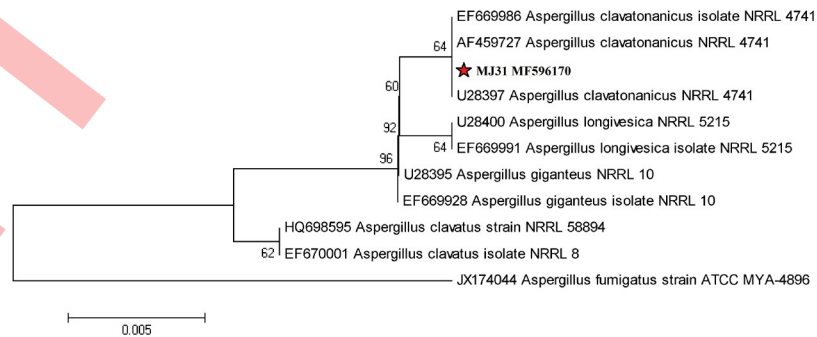 EF669986 Aspergillus clavatonanicus isolate NRRL 4741
64
AF459727 Aspergillus clavatonanicus NRRL 4741
MJ31 MF596170
60
U28397 Aspergillus clavatonanicus NRRL 4741
92
U28400 Aspergillus longivesica NRRL 5215
64
EF669991 Aspergillus longivesica isolate NRRL 5215
96
U28395 Aspergillus giganteus NRRL 10
EF669928 Aspergillus giganteus isolate NRRL 10
HQ698595 Aspergillus clavatus strain NRRL 58894
62
EF670001 Aspergillus clavatus isolate NRRL 8
JX174044 Aspergillus fumigatus strain ATCC MYA-4896
0.005